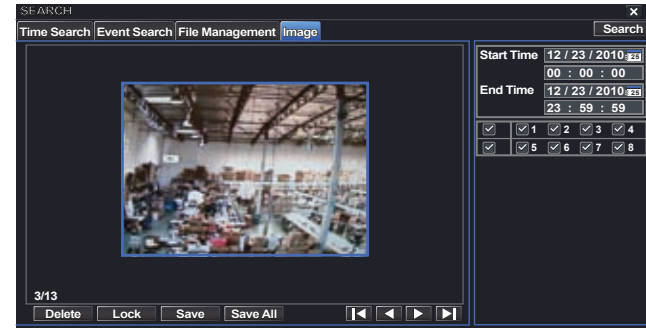 SEARCH
Time Search Event Search File Management Image Search
Start Time 12 / 23 / 2010
00 : 00 : 00
End Time 12 / 23 / 2010
23 : 59 : 59
1 2 3 4
5 6 7 8
3/13
Delete Lock Save Save All